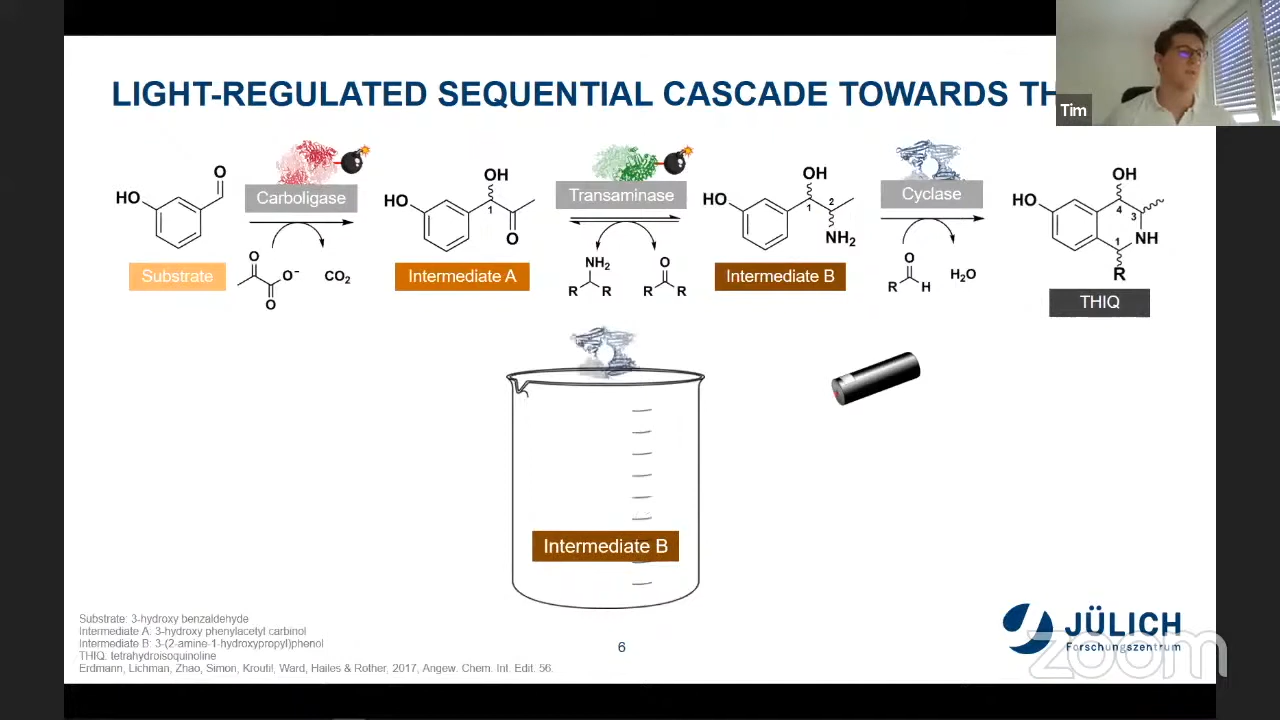 LIGHT-REGULATED SEQUENTIAL CASCADE TOWARDS TH
Tim
HO
O
Carboligase
O
O⁻
O
CO₂
Substrate
HO
OH
1
O
Intermediate A
Transaminase
NH₂
R R
O
R R
HO
OH
1
2
NH₂
Intermediate B
Cyclase
O
R H
H₂O
HO
OH
4
3
1
NH
R
THIQ
Intermediate B
Substrate: 3-hydroxy benzaldehyde
Intermediate A: 3-hydroxy phenylacetyl carbinol
Intermediate B: 3-(2-amine-1-hydroxypropyl)phenol
THIQ: tetrahydroisoquinoline
Erdmann, Lichman, Zhao, Simon, Kroutil, Ward, Hailes & Rother, 2017, Angew. Chem. Int. Edit. 56.
6
JÜLICH
Forschungszentrum
zoom